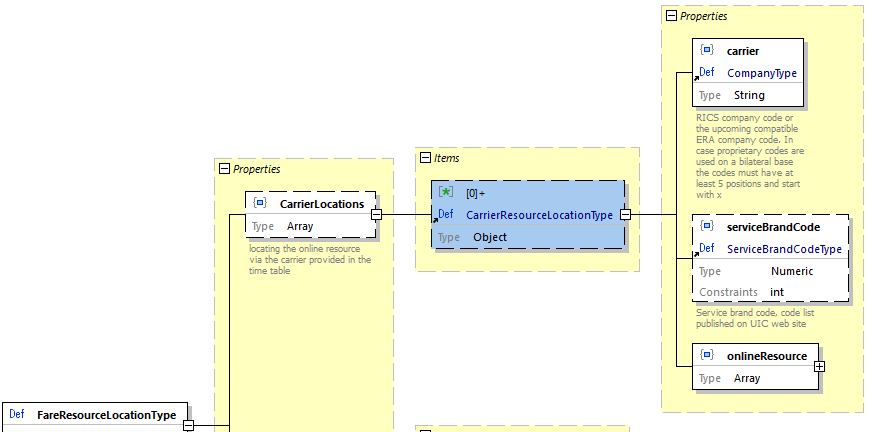 Properties
carrier
Def CompanyType
Type String
RICS company code or
the upcoming compatible
ERA company code. In
case proprietary codes are
used on a bilateral base
the codes must have at
least 5 positions and start
with x
Items
[0]+
Def CarrierResourceLocationType
Type Object
Properties
CarrierLocations
Type Array
locating the online resource
via the carrier provided in the
time table
serviceBrandCode
Def ServiceBrandCodeType
Type Numeric
Constraints int
Service brand code, code list
published on UIC web site
onlineResource
Type Array
Def FareResourceLocationType